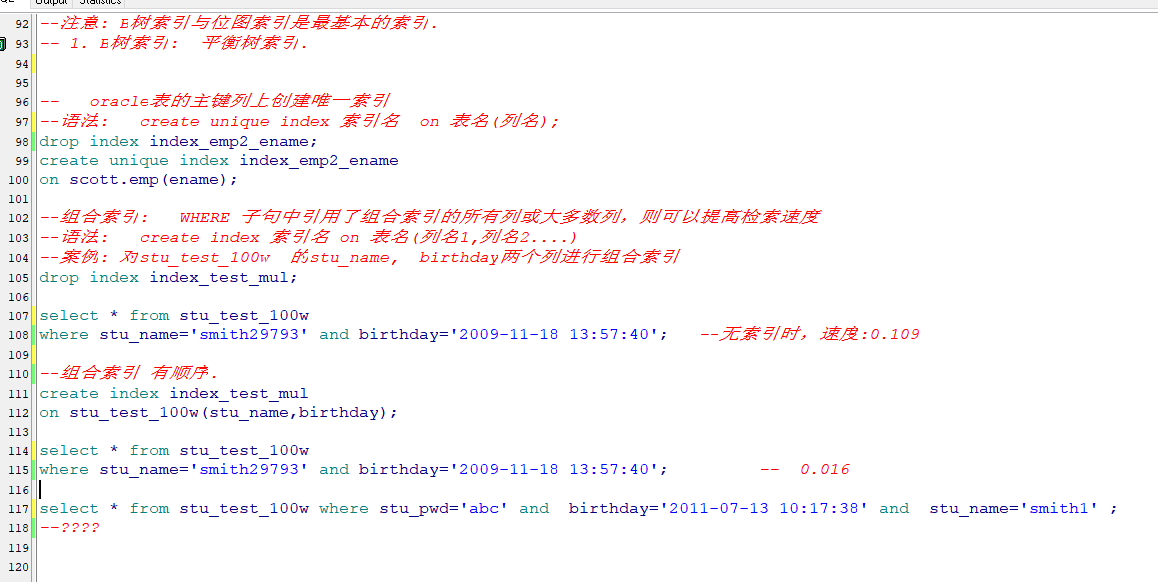 Output Statistics
92 --注意: B树索引与位图索引是最基本的索引.
93 -- 1. B树索引: 平衡树索引.
94
95
96 -- oracle表的主键列上创建唯一索引
97 --语法: create unique index 索引名 on 表名(列名);
98 drop index index_emp2_ename;
99 create unique index index_emp2_ename
100 on scott.emp(ename);
101
102 --组合索引: WHERE 子句中引用了组合索引的所有列或大多数列，则可以提高检索速度
103 --语法: create index 索引名 on 表名(列名1,列名2....)
104 --案例: 对stu_test_100w 的stu_name, birthday两个列进行组合索引
105 drop index index_test_mul;
106
107 select * from stu_test_100w
108 where stu_name='smith29793' and birthday='2009-11-18 13:57:40'; --无索引时，速度:0.109
109
110 --组合索引 有顺序.
111 create index index_test_mul
112 on stu_test_100w(stu_name,birthday);
113
114 select * from stu_test_100w
115 where stu_name='smith29793' and birthday='2009-11-18 13:57:40'; -- 0.016
116
117 select * from stu_test_100w where stu_pwd='abc' and birthday='2011-07-13 10:17:38' and stu_name='smith1' ;
118 --????
119
120